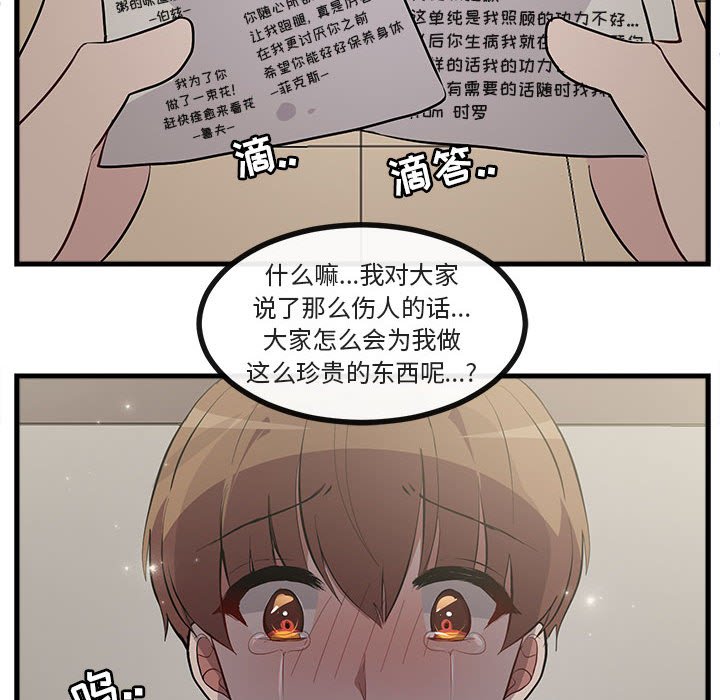 粥的味道
-伯兹-
我为了你
做了一束花!
赶快痊愈来看花
-鲁夫-
你随心所欲
让我跑腿,真是厉害
在我更讨厌你之前
希望你能好好保养身体
-菲克斯-
这单纯是我照顾的功力不好...
后你生病我就在
样的话我的功力
有需要的话随时找我
from 时罗
滴..
滴答..
什么嘛...我对大家
说了那么伤人的话...
大家怎么会为我做
这么珍贵的东西呢...?
呜..